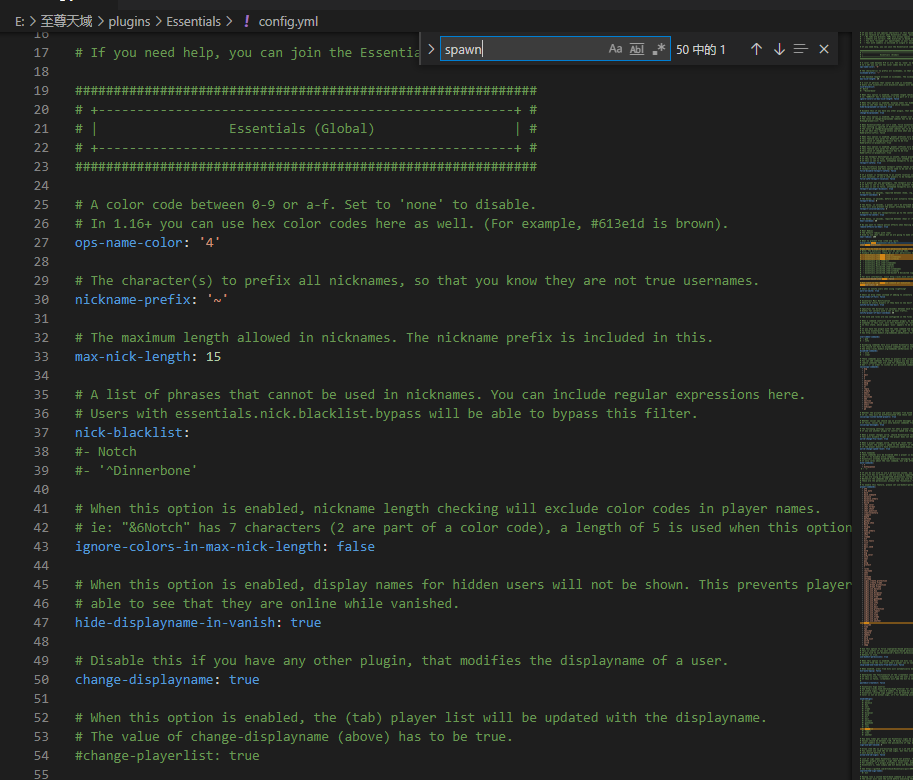 E: > 至尊天域 > plugins > Essentials > ! config.yml
spawn
Aa Abl .* 50 中的 1
16
17 # If you need help, you can join the Essentia
18
19 ############################################################
20 # +------------------------------------------------------+ #
21 # | Essentials (Global) | #
22 # +------------------------------------------------------+ #
23 ############################################################
24
25 # A color code between 0-9 or a-f. Set to 'none' to disable.
26 # In 1.16+ you can use hex color codes here as well. (For example, #613e1d is brown).
27 ops-name-color: '4'
28
29 # The character(s) to prefix all nicknames, so that you know they are not true usernames.
30 nickname-prefix: '~'
31
32 # The maximum length allowed in nicknames. The nickname prefix is included in this.
33 max-nick-length: 15
34
35 # A list of phrases that cannot be used in nicknames. You can include regular expressions here.
36 # Users with essentials.nick.blacklist.bypass will be able to bypass this filter.
37 nick-blacklist:
38 #- Notch
39 #- '^Dinnerbone'
40
41 # When this option is enabled, nickname length checking will exclude color codes in player names.
42 # ie: "&6Notch" has 7 characters (2 are part of a color code), a length of 5 is used when this option
43 ignore-colors-in-max-nick-length: false
44
45 # When this option is enabled, display names for hidden users will not be shown. This prevents player
46 # able to see that they are online while vanished.
47 hide-displayname-in-vanish: true
48
49 # Disable this if you have any other plugin, that modifies the displayname of a user.
50 change-displayname: true
51
52 # When this option is enabled, the (tab) player list will be updated with the displayname.
53 # The value of change-displayname (above) has to be true.
54 #change-playerlist: true
55